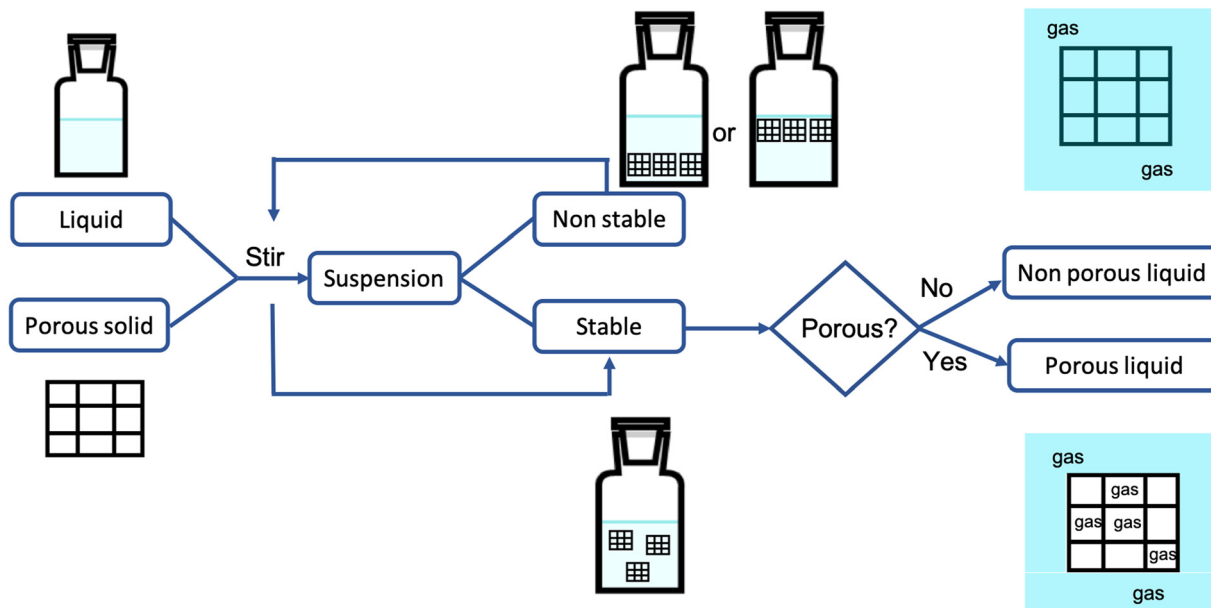 gas
or
gas
Liquid
Non stable
Stir
Suspension
Non porous liquid
No
Porous solid
Stable
Porous?
Yes
Porous liquid
gas
gas
gas
gas
gas
gas